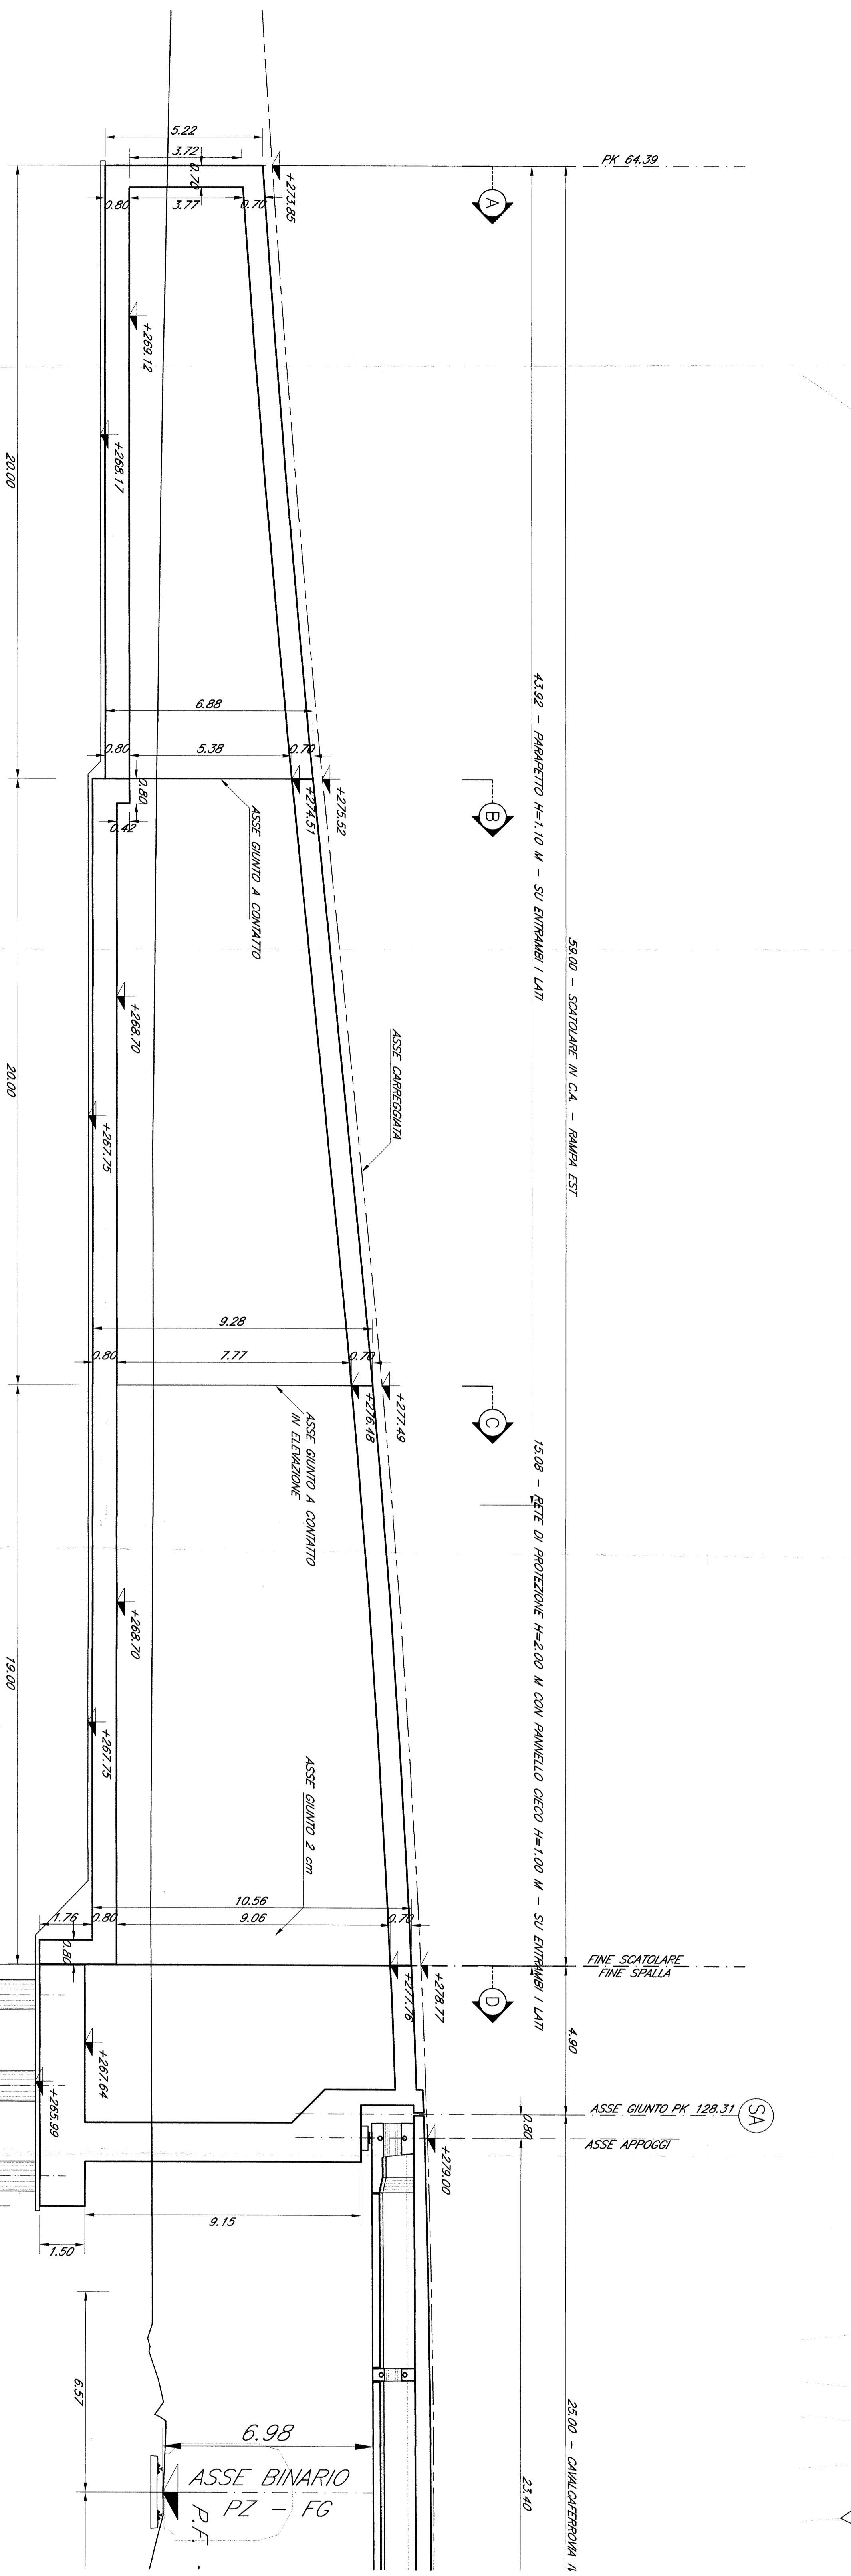 PK 64.39
5.22
3.72
0.70
+273.85
0.80
3.77
0.70
A
+269.12
+268.17
20.00
43.92 - PARAPETTO H=1.10 M - SU ENTRAMBI I LATI
59.00 - SCATOLARE IN C.A. - RAMPA EST
6.88
0.80
5.38
0.70
0.80
0.42
+274.51
+275.52
B
ASSE GIUNTO A CONTATTO
+268.70
+267.75
20.00
ASSE CARREGGIATA
9.28
0.80
7.77
0.70
+276.48
+277.49
C
ASSE GIUNTO A CONTATTO
IN ELEVAZIONE
15.08 - RETE DI PROTEZIONE H=2.00 M CON PANNELLO CIECO H=1.00 M - SU ENTRAMBI I LATI
+268.70
+267.75
19.00
ASSE GIUNTO 2 cm
10.56
1.76
0.80
9.06
0.70
0.80
+277.76
+278.77
D
FINE SCATOLARE
FINE SPALLA
4.90
+267.64
+265.99
ASSE GIUNTO PK 128.31
SA
0.80
ASSE APPOGGI
+279.00
9.15
1.50
6.57
6.98
ASSE BINARIO
PZ - FG
P.F.
23.40
25.00 - CAVALCAFERROVIA